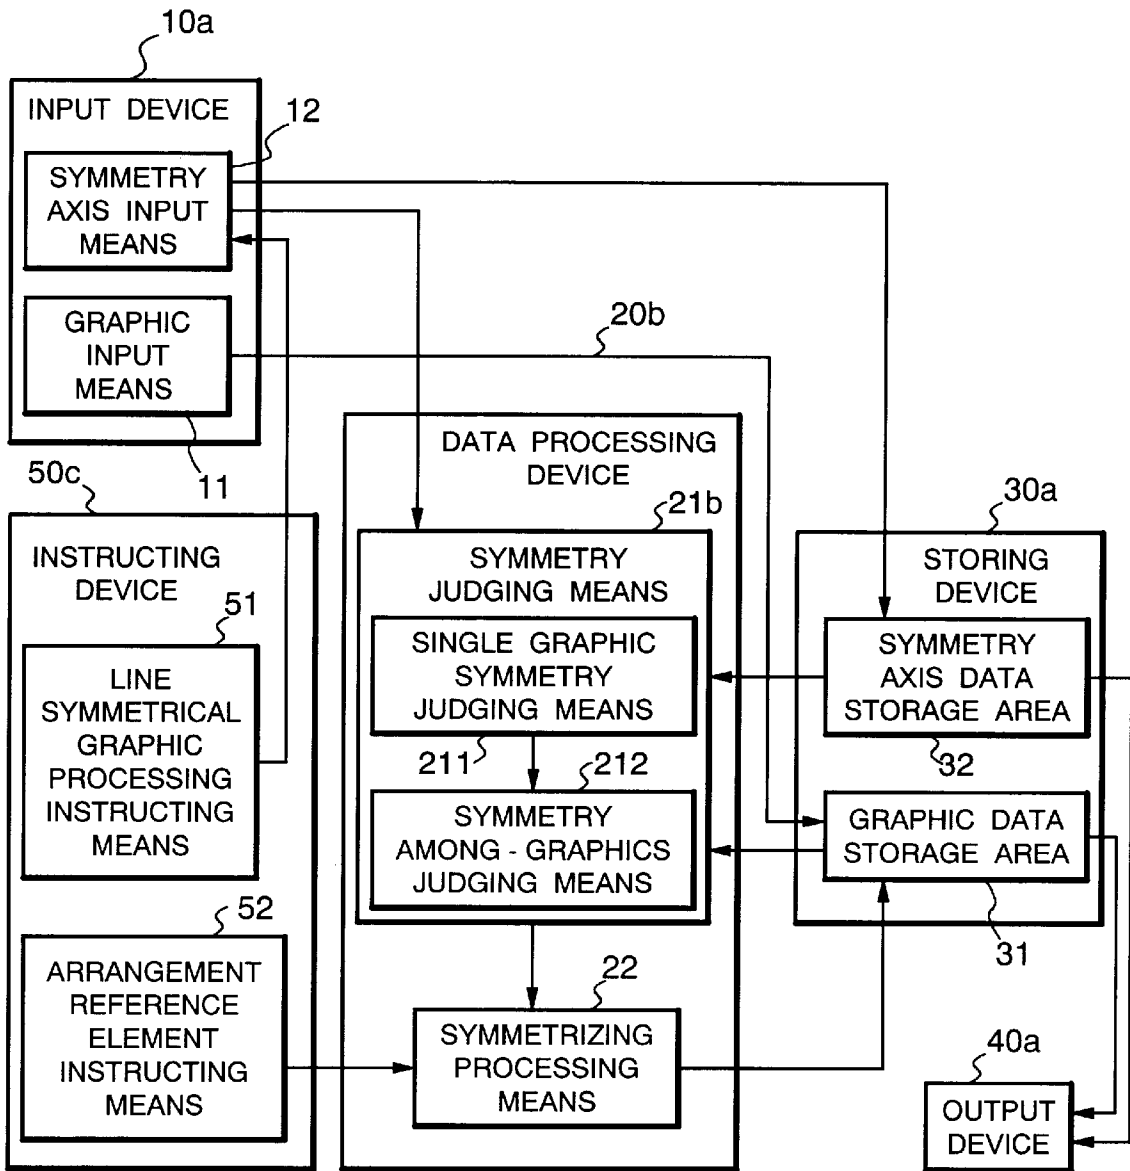 10a
INPUT DEVICE
12
SYMMETRY
AXIS INPUT
MEANS
GRAPHIC
INPUT
MEANS
11
20b
DATA PROCESSING
DEVICE
21b
SYMMETRY
JUDGING MEANS
SINGLE GRAPHIC
SYMMETRY
JUDGING MEANS
211
212
SYMMETRY
AMONG-GRAPHICS
JUDGING MEANS
22
SYMMETRIZING
PROCESSING
MEANS
50c
INSTRUCTING
DEVICE
51
LINE
SYMMETRICAL
GRAPHIC
PROCESSING
INSTRUCTING
MEANS
52
ARRANGEMENT
REFERENCE
ELEMENT
INSTRUCTING
MEANS
30a
STORING
DEVICE
SYMMETRY
AXIS DATA
STORAGE AREA
32
GRAPHIC DATA
STORAGE AREA
31
40a
OUTPUT
DEVICE